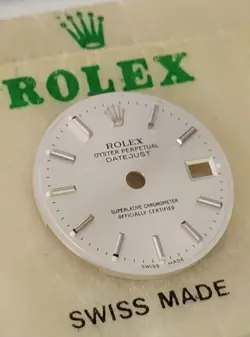 ROLEX
ROLEX
OYSTER PERPETUAL
DATEJUST
SUPERLATIVE CHRONOMETER
OFFICIALLY CERTIFIED
SWISS MADE
SWISS MADE